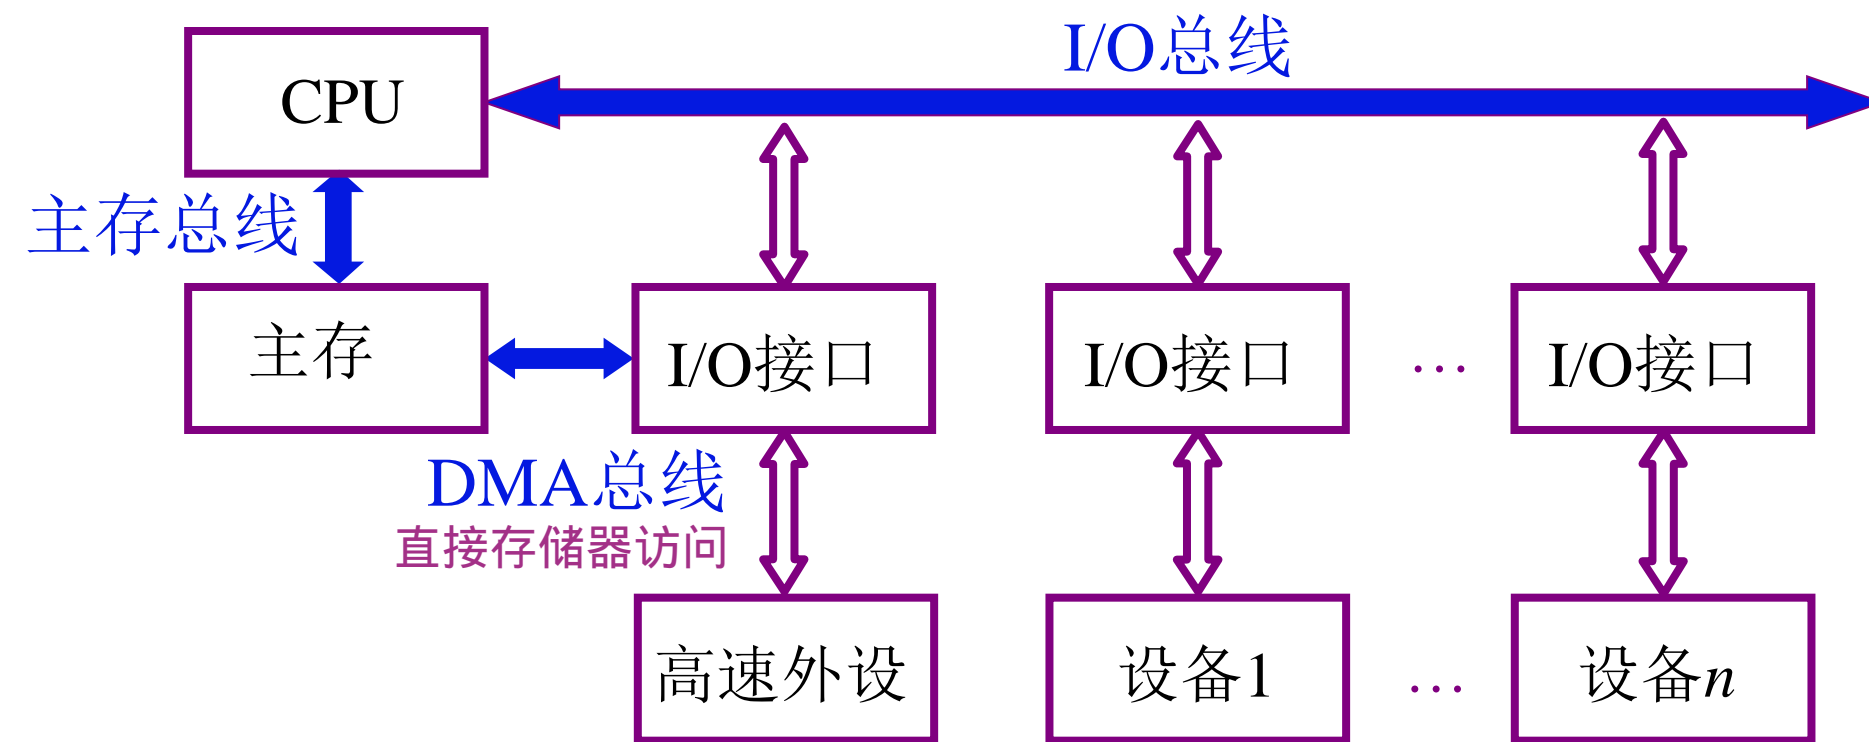 I/O总线
CPU
主存总线
主存
I/O接口
I/O接口
…
I/O接口
DMA总线
直接存储器访问
高速外设
设备1
…
设备n